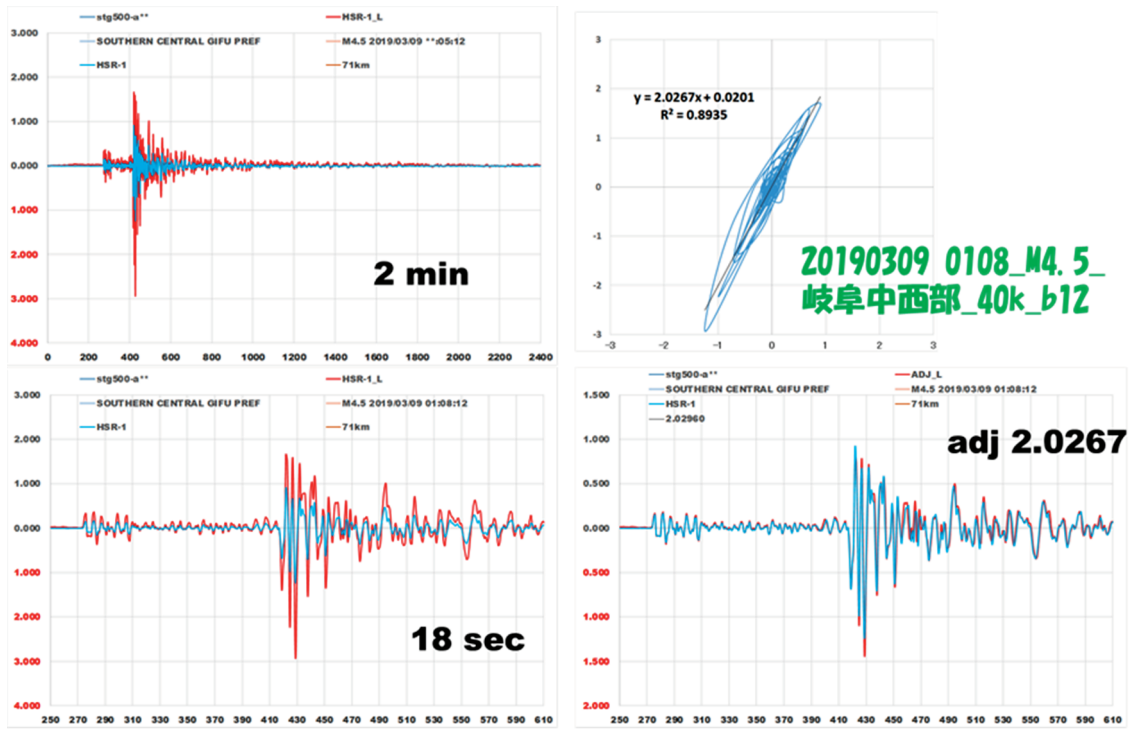 stg500-a**
HSR-1_L
SOUTHERN CENTRAL GIFU PREF
M4.5 2019/03/09 **:05:12
HSR-1
71km
3.000
2.000
1.000
0.000
1.000
2.000
3.000
4.000
0 200 400 600 800 1000 1200 1400 1600 1800 2000 2200 2400
2 min
3
2
1
0
-1
-2
-3
-3 -2 -1 0 1 2 3
y = 2.0267x + 0.0201
R² = 0.8935
20190309 0108_M4.5_
岐阜中西部_40k_b12
stg500-a**
HSR-1_L
SOUTHERN CENTRAL GIFU PREF
M4.5 2019/03/09 01:08:12
HSR-1
71km
3.000
2.000
1.000
0.000
1.000
2.000
3.000
4.000
250 270 290 310 330 350 370 390 410 430 450 470 490 510 530 550 570 590 610
18 sec
stg500-a**
ADJ_L
SOUTHERN CENTRAL GIFU PREF
M4.5 2019/03/09 01:08:12
HSR-1
71km
2.02960
1.500
1.000
0.500
0.000
0.500
1.000
1.500
2.000
250 270 290 310 330 350 370 390 410 430 450 470 490 510 530 550 570 590 610
adj 2.0267